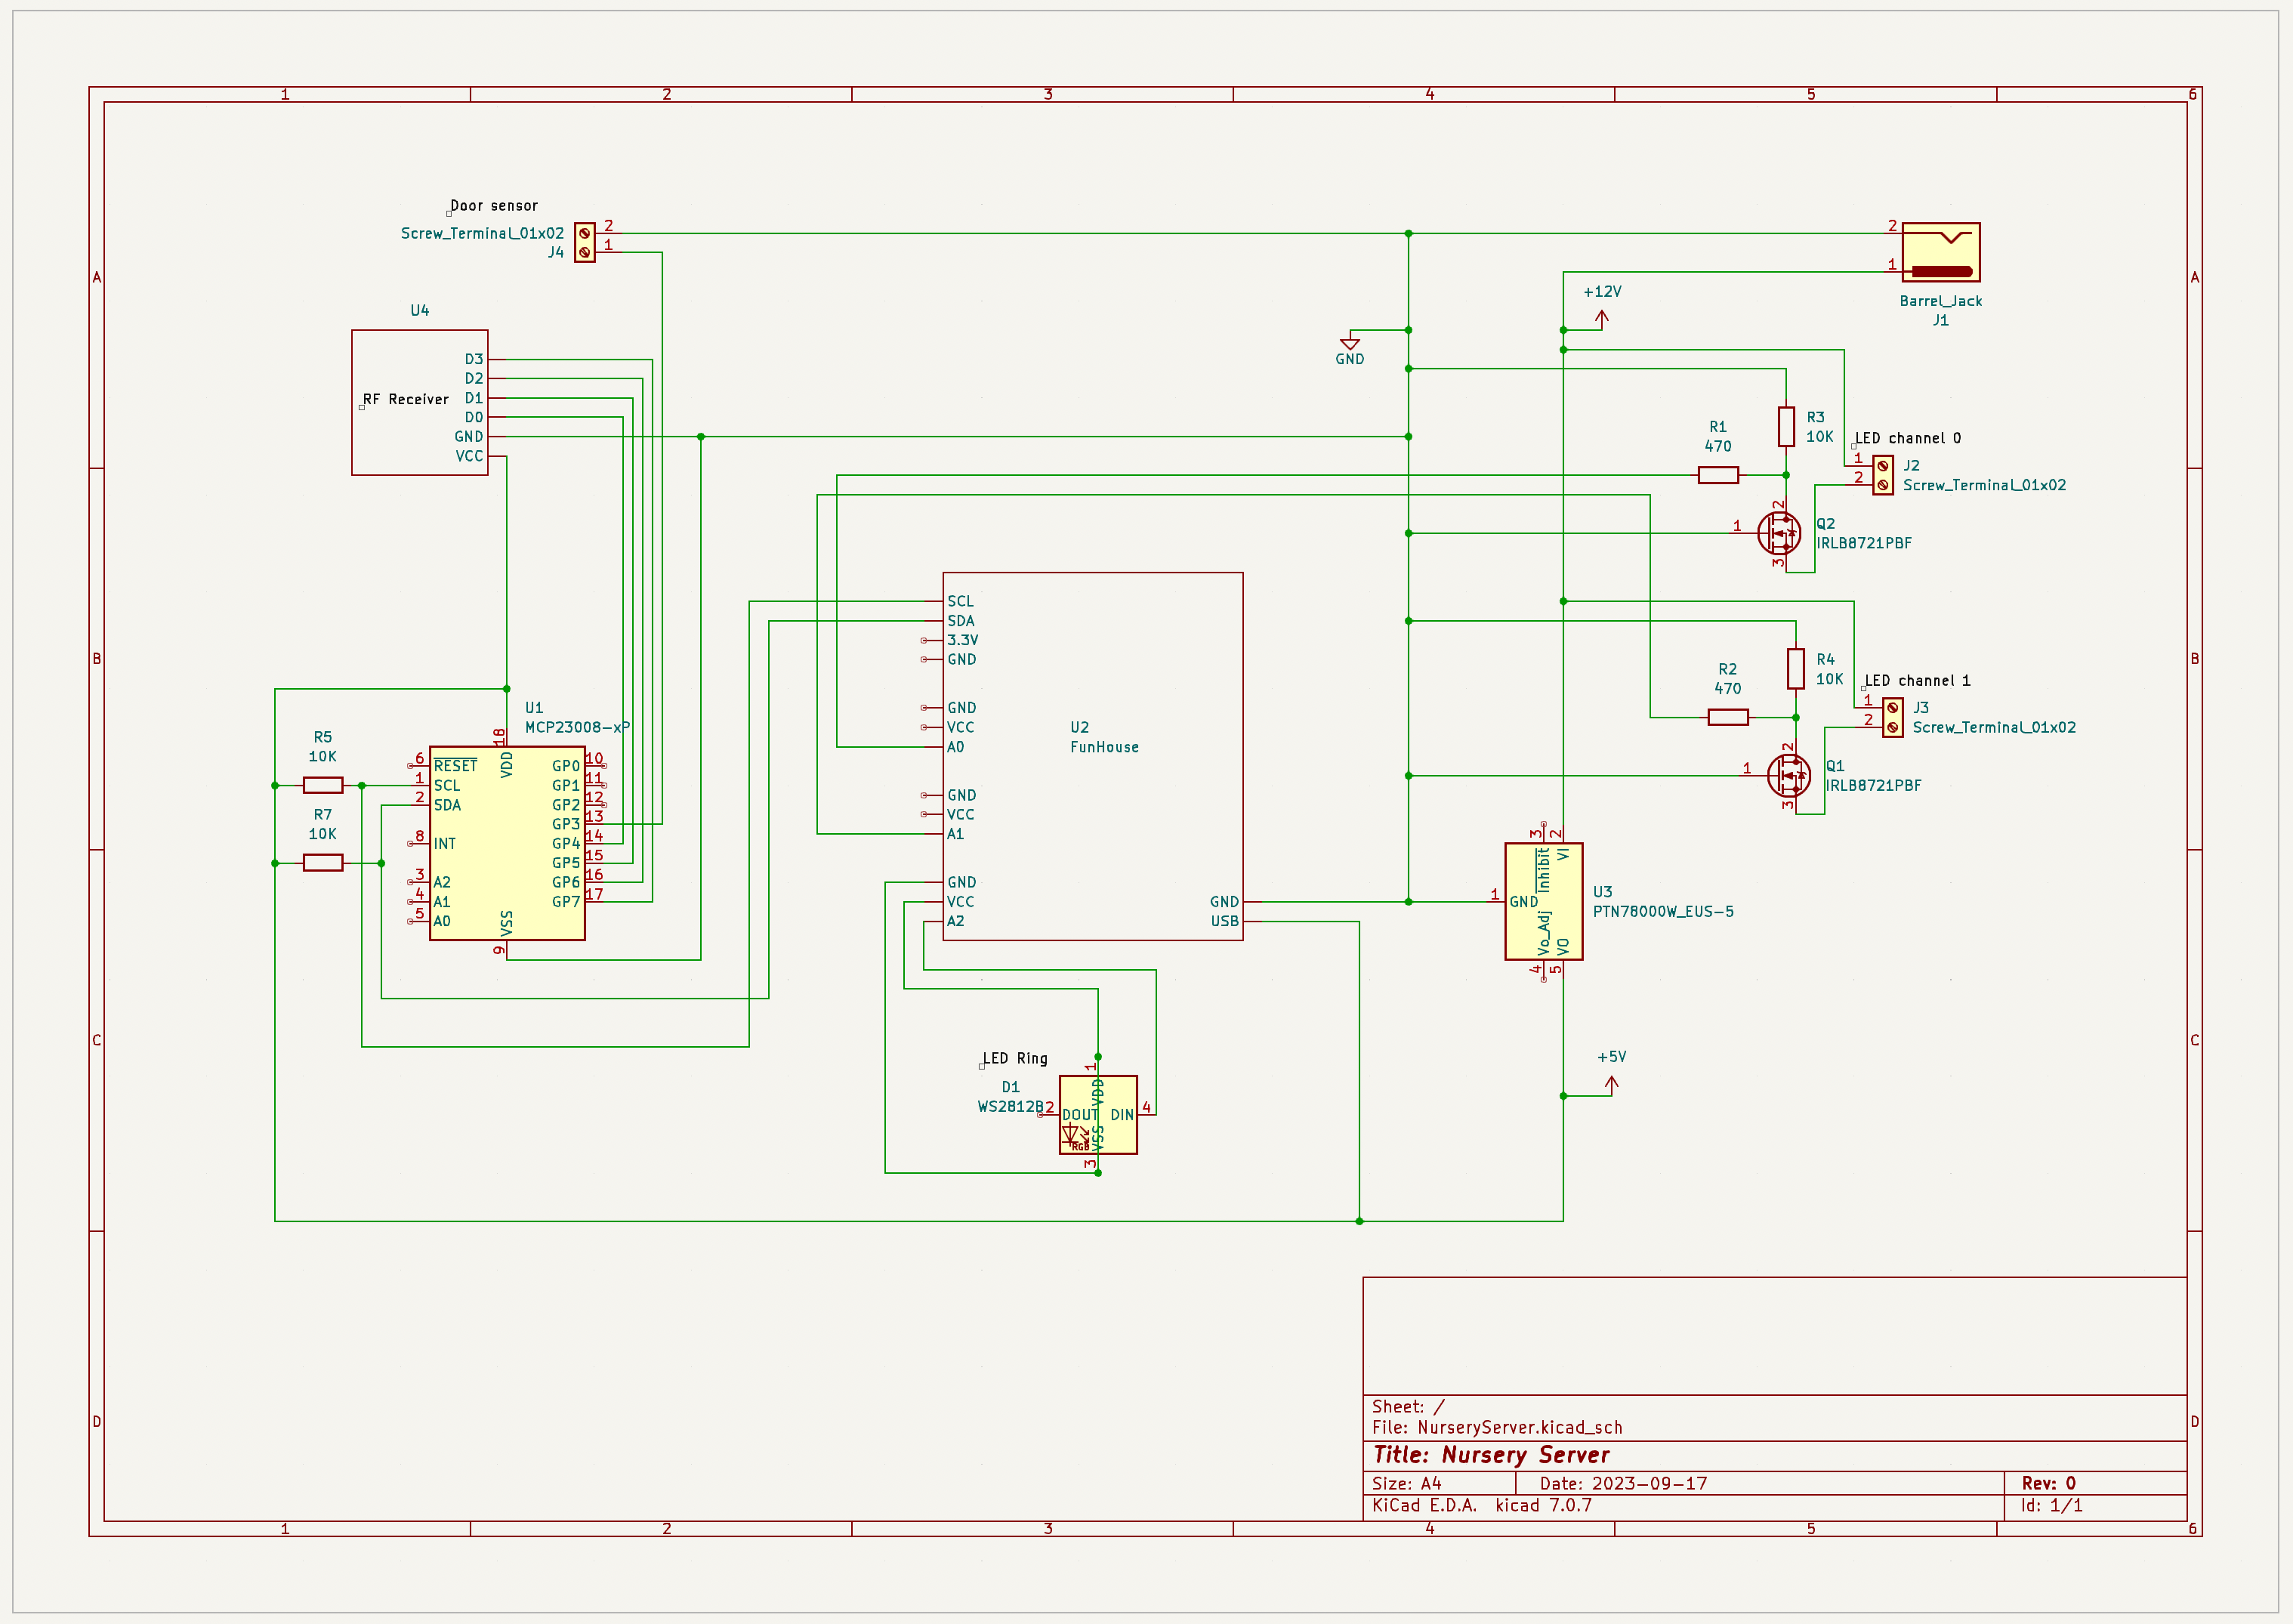 1 2 3 4 5 6
A
B
C
D
A
B
C
D
1 2 3 4 5 6
Door sensor
Screw_Terminal_01x02
J4
2
1
U4
RF Receiver
D3
D2
D1
D0
GND
VCC
GND
+12V
2
1
Barrel_Jack
J1
R3
10K
R1
470
LED channel 0
1
2
J2
Screw_Terminal_01x02
2
1
3
Q2
IRLB8721PBF
R4
10K
R2
470
LED channel 1
1
2
J3
Screw_Terminal_01x02
2
1
3
Q1
IRLB8721PBF
U1
MCP23008-xP
R5
10K
R7
10K
18
VDD
6 RESET
1 SCL
2 SDA
8 INT
3 A2
4 A1
5 A0
VSS
9
GP0 10
GP1 11
GP2 12
GP3 13
GP4 14
GP5 15
GP6 16
GP7 17
SCL
SDA
3.3V
GND
GND
VCC
A0
GND
VCC
A1
GND
VCC
A2
U2
FunHouse
GND
USB
3 2
Inhibit
VI
1 GND
Vo_Adj
VO
4 5
U3
PTN78000W_EUS-5
+5V
LED Ring
D1
WS2812B
1
VDD
2 DOUT
DIN 4
VSS
RGB
3
Sheet: /
File: NurseryServer.kicad_sch
Title: Nursery Server
Size: A4 Date: 2023-09-17 Rev: 0
KiCad E.D.A. kicad 7.0.7 Id: 1/1